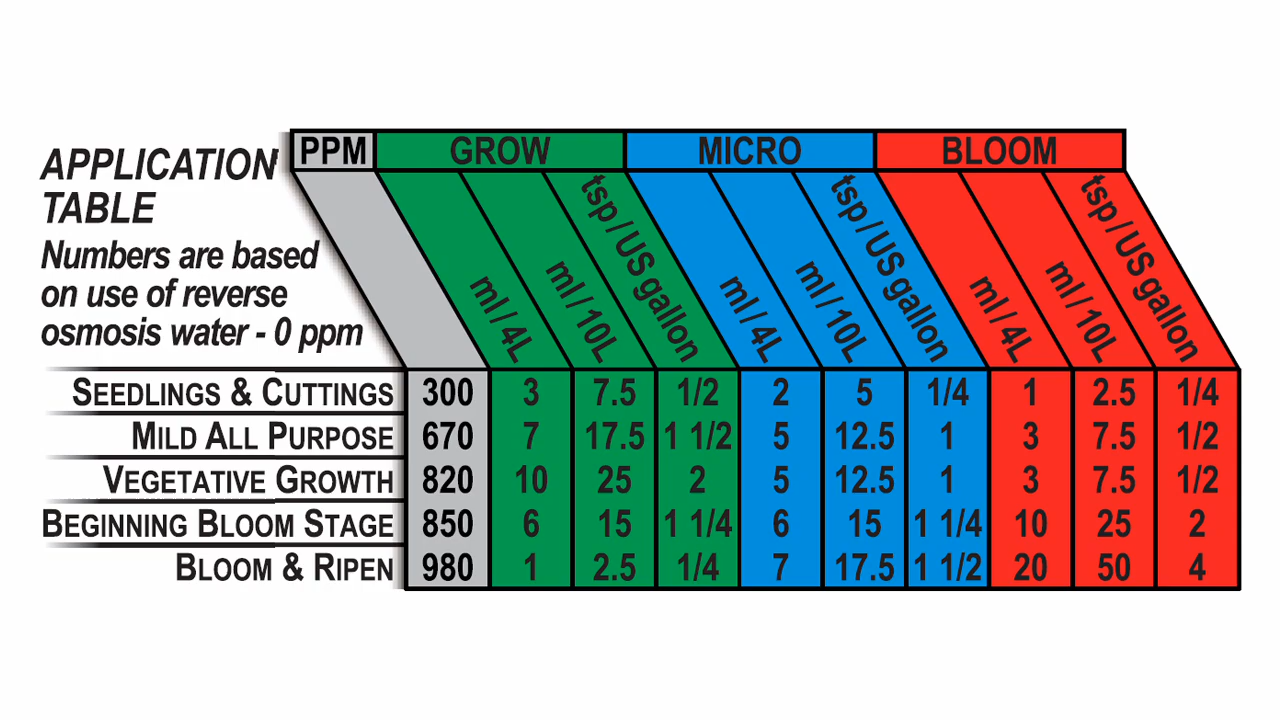 APPLICATION
TABLE
Numbers are based
on use of reverse
osmosis water - 0 ppm
PPM GROW MICRO BLOOM
ml / 4L ml / 10L tsp / US gallon ml / 4L ml / 10L tsp / US gallon ml / 4L ml / 10L tsp / US gallon
SEEDLINGS & CUTTINGS 300 3 7.5 1/2 2 5 1/4 1 2.5 1/4
MILD ALL PURPOSE 670 7 17.5 1 1/2 5 12.5 1 3 7.5 1/2
VEGETATIVE GROWTH 820 10 25 2 5 12.5 1 3 7.5 1/2
BEGINNING BLOOM STAGE 850 6 15 1 1/4 6 15 1 1/4 10 25 2
BLOOM & RIPEN 980 1 2.5 1/4 7 17.5 1 1/2 20 50 4